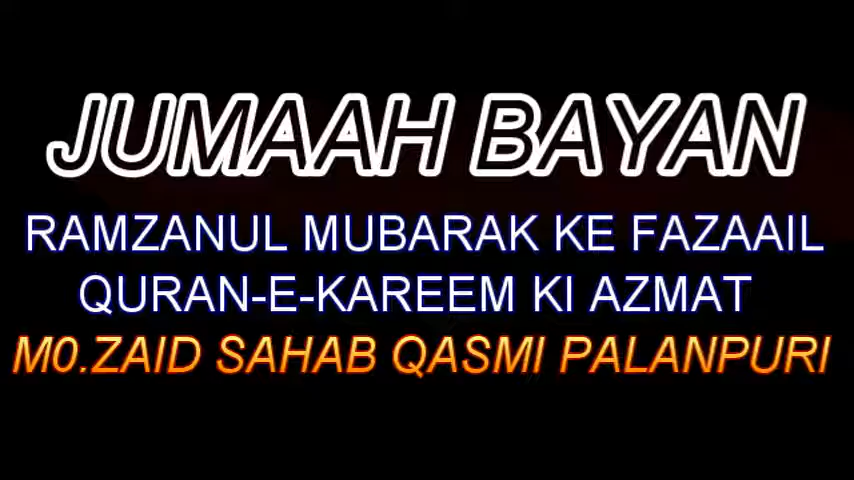 JUMAAH BAYAN
RAMZANUL MUBARAK KE FAZAAIL
QURAN-E-KAREEM KI AZMAT
M0.ZAID SAHAB QASMI PALANPURI